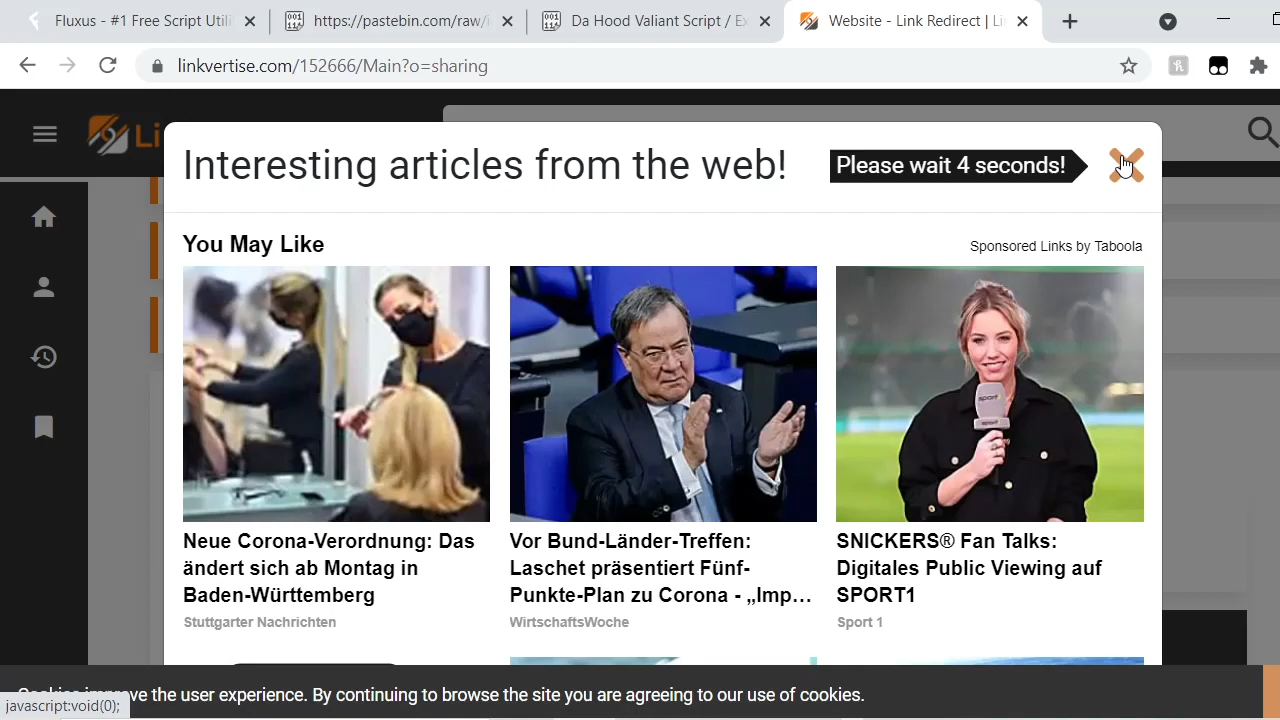 Fluxus - #1 Free Script Utili
https://pastebin.com/raw/
Da Hood Valiant Script / Ex
Website - Link Redirect | Li
linkvertise.com/152666/Main?o=sharing
Li
Interesting articles from the web!
Please wait 4 seconds!
You May Like
Sponsored Links by Taboola
Neue Corona-Verordnung: Das
ändert sich ab Montag in
Baden-Württemberg
Stuttgarter Nachrichten
Vor Bund-Länder-Treffen:
Laschet präsentiert Fünf-
Punkte-Plan zu Corona - „Imp...
WirtschaftsWoche
SNICKERS® Fan Talks:
Digitales Public Viewing auf
SPORT1
Sport 1
Cookies improve the user experience. By continuing to browse the site you are agreeing to our use of cookies.
javascript:void(0);